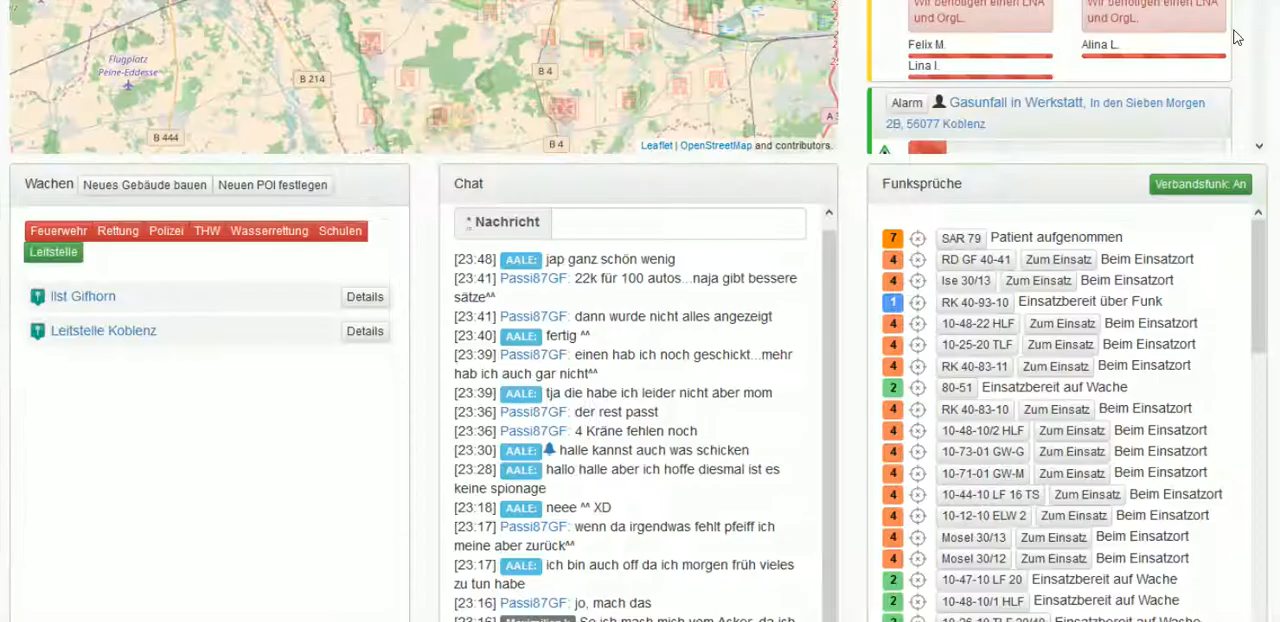 Flugplatz
Peine-Eddesse
B 214
B 444
B 4
B 4
Leaflet | OpenStreetMap and contributors.
Wir benötigen einen LNA
und OrgL.
Felix M.
Lina I.
Wir benötigen einen LNA
und OrgL.
Alina L.
Alarm Gasunfall in Werkstatt, In den Sieben Morgen
2B, 56077 Koblenz
Wachen Neues Gebäude bauen Neuen POI festlegen
Feuerwehr Rettung Polizei THW Wasserrettung Schulen
Leitstelle
Ilst Gifhorn Details
Leitstelle Koblenz Details
Chat
Nachricht
[23:48] AALE: jap ganz schön wenig
[23:41] Passi87GF: 22k für 100 autos...naja gibt bessere
sätze^^
[23:41] Passi87GF: dann wurde nicht alles angezeigt
[23:40] AALE: fertig ^^
[23:39] Passi87GF: einen hab ich noch geschickt...mehr
hab ich auch gar nicht^^
[23:39] AALE: tja die habe ich leider nicht aber mom
[23:36] Passi87GF: der rest passt
[23:36] Passi87GF: 4 Kräne fehlen noch
[23:30] AALE: halle kannst auch was schicken
[23:28] AALE: hallo halle aber ich hoffe diesmal ist es
keine spionage
[23:18] AALE: neee ^^ XD
[23:17] Passi87GF: wenn da irgendwas fehlt pfeiff ich
meine aber zurück^^
[23:17] AALE: ich bin auch off da ich morgen früh vieles
zu tun habe
[23:16] Passi87GF: jo, mach das
Funksprüche Verbandsfunk: An
7 SAR 79 Patient aufgenommen
4 RD GF 40-41 Zum Einsatz Beim Einsatzort
4 Ise 30/13 Zum Einsatz Beim Einsatzort
1 RK 40-93-10 Einsatzbereit über Funk
4 10-48-22 HLF Zum Einsatz Beim Einsatzort
4 10-25-20 TLF Zum Einsatz Beim Einsatzort
4 RK 40-83-11 Zum Einsatz Beim Einsatzort
2 80-51 Einsatzbereit auf Wache
4 RK 40-83-10 Zum Einsatz Beim Einsatzort
4 10-48-10/2 HLF Zum Einsatz Beim Einsatzort
4 10-73-01 GW-G Zum Einsatz Beim Einsatzort
4 10-71-01 GW-M Zum Einsatz Beim Einsatzort
4 10-44-10 LF 16 TS Zum Einsatz Beim Einsatzort
4 10-12-10 ELW 2 Zum Einsatz Beim Einsatzort
4 Mosel 30/13 Zum Einsatz Beim Einsatzort
4 Mosel 30/12 Zum Einsatz Beim Einsatzort
2 10-47-10 LF 20 Einsatzbereit auf Wache
2 10-48-10/1 HLF Einsatzbereit auf Wache